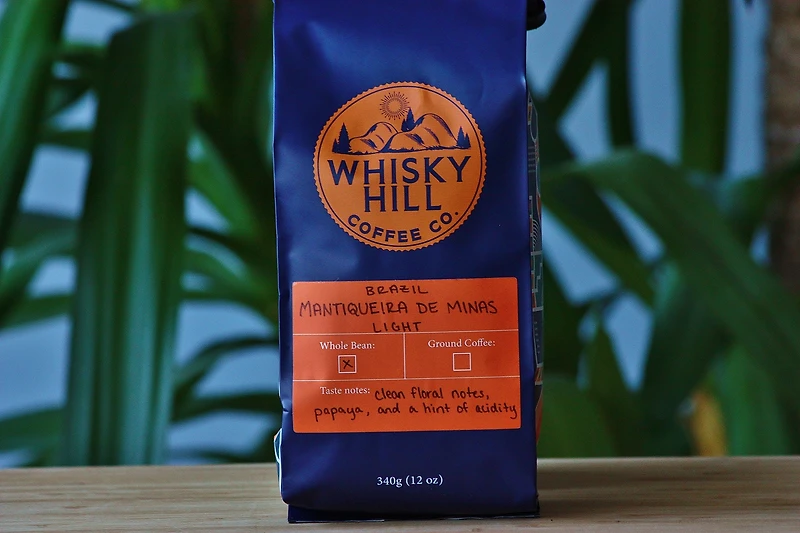 WHISKY
HILL
COFFEE CO.
BRAZIL
MANTIQUEIRA DE MINAS
LIGHT
Whole Bean: Ground Coffee:
X
Taste notes: clean floral notes,
papaya, and a hint of acidity
340g (12 oz)